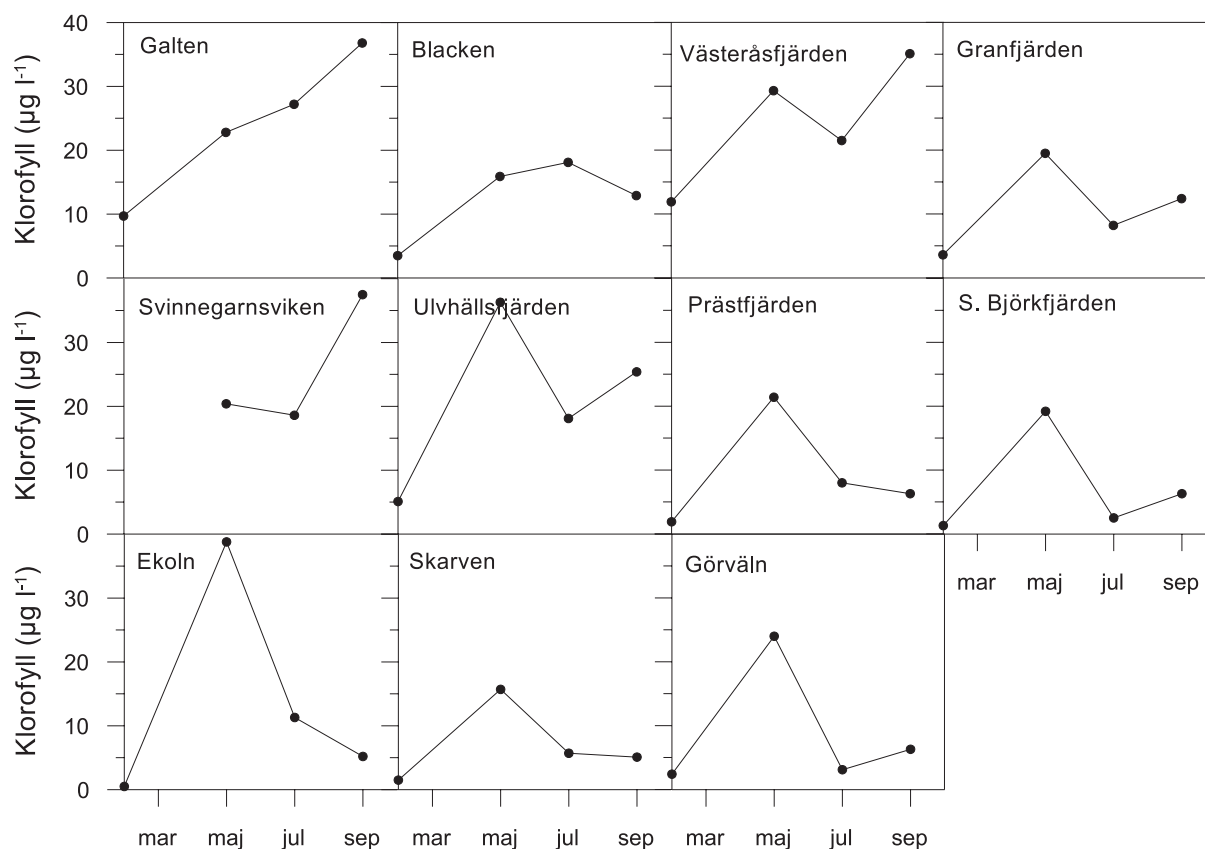 40
Galten
Blacken
Västeråsfjärden
Granfjärden
30
20
10
0
Klorofyll (µg l⁻¹)
Svinnegarnsviken
Ulvhällsfjärden
Prästfjärden
S. Björkfjärden
30
20
10
0
Klorofyll (µg l⁻¹)
mar maj jul sep
Ekoln
Skarven
Görväln
30
20
10
0
Klorofyll (µg l⁻¹)
mar maj jul sep mar maj jul sep mar maj jul sep